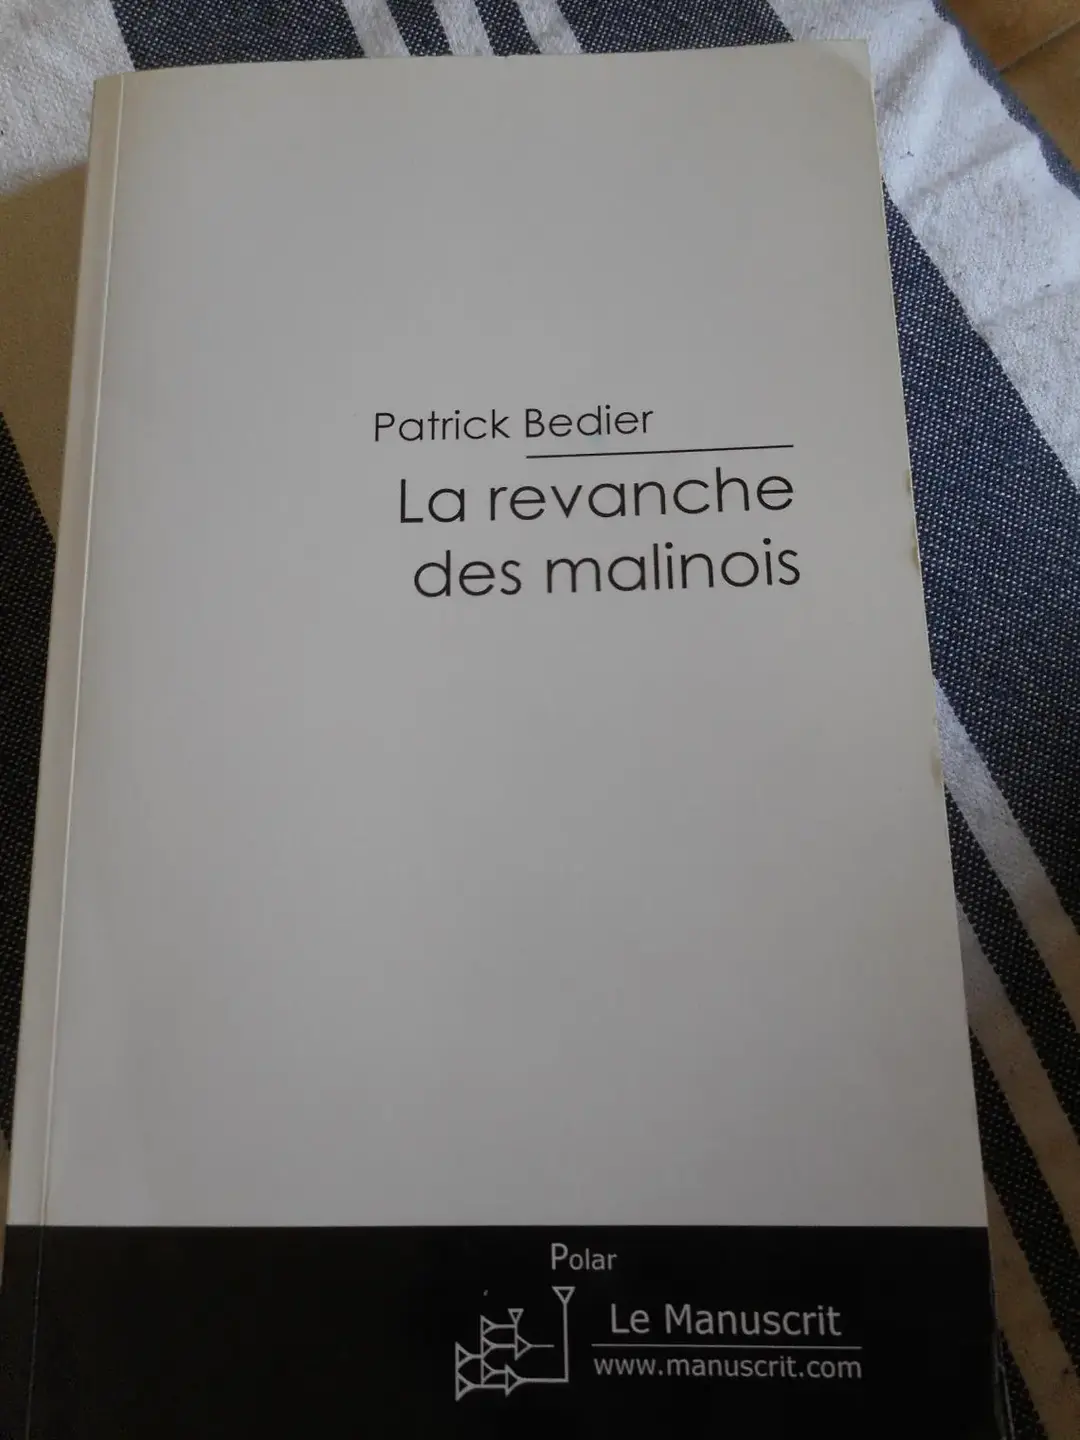 Patrick Bedier
La revanche
des malinois
Polar
Le Manuscrit
www.manuscrit.com